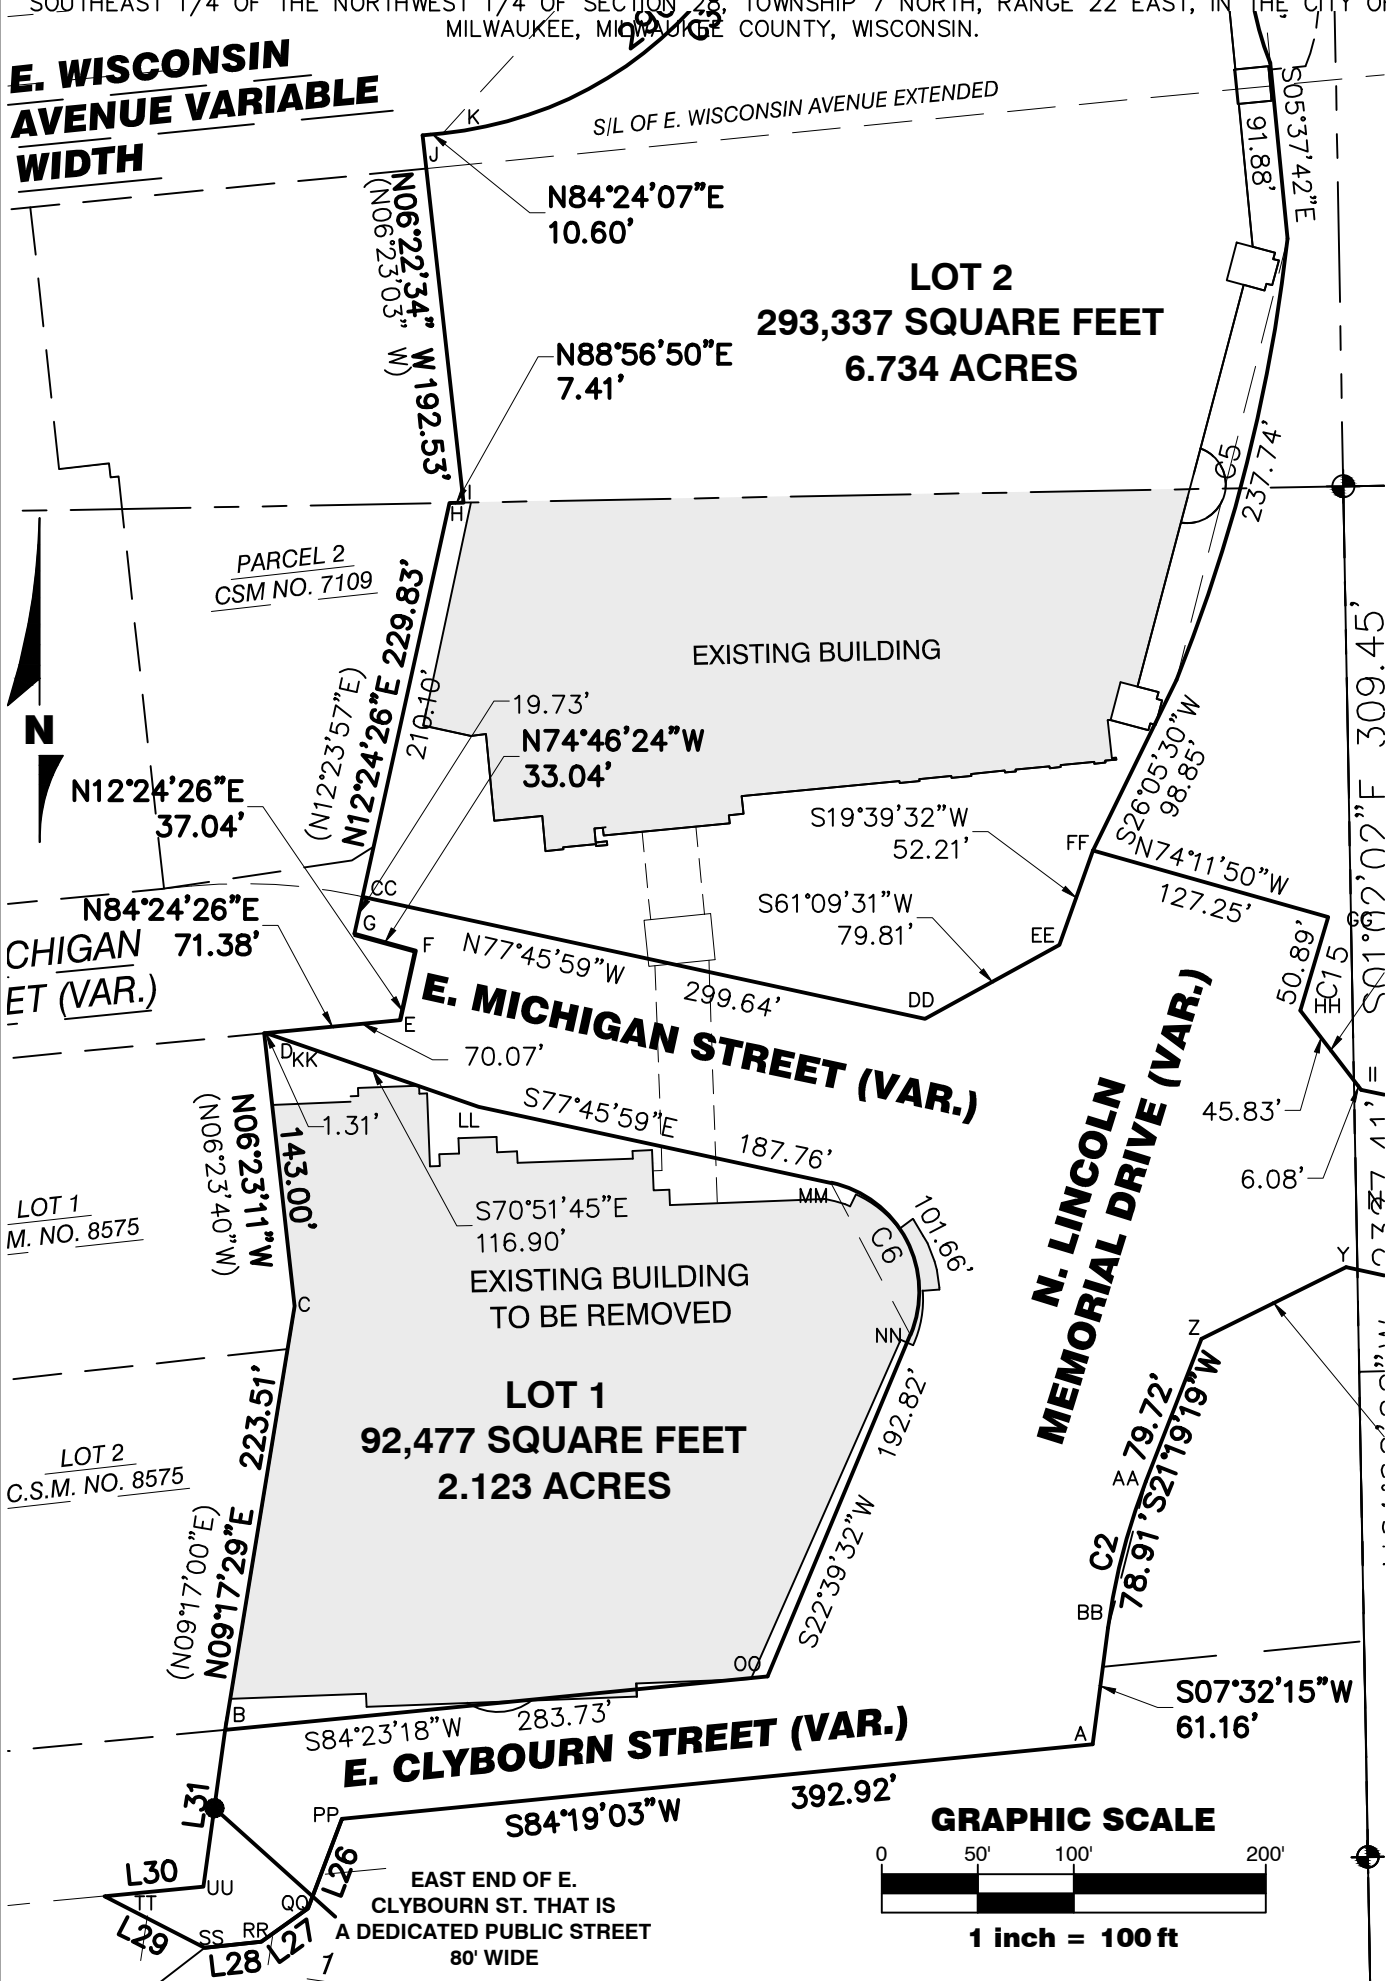 SOUTHEAST 1/4 OF THE NORTHWEST 1/4 OF SECTION 28, TOWNSHIP 7 NORTH, RANGE 22 EAST, IN THE CITY OF
MILWAUKEE, MILWAUKEE COUNTY, WISCONSIN.
E. WISCONSIN
AVENUE VARIABLE
WIDTH
K
J
S/L OF E. WISCONSIN AVENUE EXTENDED
S05°37'42"E
91.88'
N84°24'07"E
10.60'
N06°22'34" W 192.53'
(N06°23'03" W)
LOT 2
293,337 SQUARE FEET
6.734 ACRES
N88°56'50"E
7.41'
C5
237.74'
I
H
PARCEL 2
CSM NO. 7109
EXISTING BUILDING
N12°24'26"E 229.83'
(N12°23'57"E)
210.10'
19.73'
N74°46'24"W
33.04'
N
N12°24'26"E
37.04'
S26°05'30"W
98.85'
309.45'
S01°02'02"E
S19°39'32"W
52.21'
FF
N74°11'50"W
127.25'
GG
CC
G
F
N84°24'26"E
71.38'
S61°09'31"W
79.81'
EE
CHIGAN
ET (VAR.)
N77°45'59"W
299.64'
DD
50.89'
C15
HH
E. MICHIGAN STREET (VAR.)
E
D
KK
70.07'
N. LINCOLN
MEMORIAL DRIVE (VAR.)
45.83'
6.08'
N06°23'11"W
143.00'
(N06°23'40"W)
1.31'
LL
S77°45'59"E
187.76'
MM
S70°51'45"E
116.90'
C6
101.66'
LOT 1
M. NO. 8575
EXISTING BUILDING
TO BE REMOVED
Y
C
NN
Z
LOT 1
92,477 SQUARE FEET
2.123 ACRES
223.51'
N09°17'29"E
(N09°17'00"E)
LOT 2
C.S.M. NO. 8575
192.82'
S22°39'32"W
79.72'
S21°19'19"W
AA
C2
78.91'
BB
OO
B
S84°23'18"W
283.73'
S07°32'15"W
61.16'
A
E. CLYBOURN STREET (VAR.)
L31
PP
S84°19'03"W
392.92'
GRAPHIC SCALE
0 50' 100' 200'
1 inch = 100 ft
L30
UU
TT
L26
QQ
L29
SS
RR
L27
L28
1
EAST END OF E.
CLYBOURN ST. THAT IS
A DEDICATED PUBLIC STREET
80' WIDE